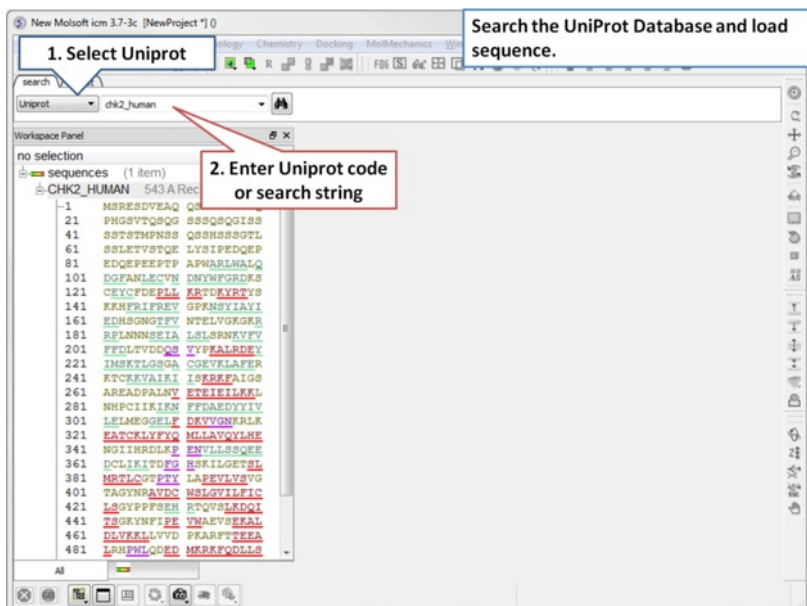 New Molsoft icm 3.7-3c [NewProject *] ()
Search the UniProt Database and load
sequence.
Chemistry Docking MolMechanics
1. Select Uniprot
search
Uniprot chk2_human
Workspace Panel
no selection
2. Enter Uniprot code
or search string
sequences (1 item)
CHK2_HUMAN 543 A Rec
1 MSRESDVEAQ
21 PHGSVTQSQG SSSQSQGISS
41 SSTSTMPNSS QSSHSSSGTL
61 SSLETVSTQE LYSIPEDQEP
81 EDQEPEEPTP APWARLWALQ
101 DGFANLECVN DNYWFGRDKS
121 CEYCFDEPLL KRTDKYRTYS
141 KKHFRIFREV GPKNSYIAYI
161 EDHSGNGTFV NTELVGKGKR
181 RPLNNNSEIA LSLSRNKVFV
201 FFDLTVDDQS VYPKALRDEY
221 IMSKTLGSGA CGEVKLAFER
241 KTCKKVAIKI ISKRKFAIGS
261 AREADPALNV ETEIEILKKL
281 NHPCIIKIKN FFDAEDYYIV
301 LELMEGGELF DKVVGNKRLK
321 EATCKLYFYQ MLLAVQYLHE
341 NGIIHRDLKP ENVLLSSQEE
361 DCLIKITDFG HSKILGETSL
381 MRTLCGTPTY LAPEVLVSVG
401 TAGYNRAVDC WSLGVILFIC
421 LSGYPPFSEH RTQVSLKDQI
441 TSGKYNFIPE VWAEVSEKAL
461 DLVKKLLVVD PKARFTTEEA
481 LRHPWLQDED MKRKFQDLLS
All